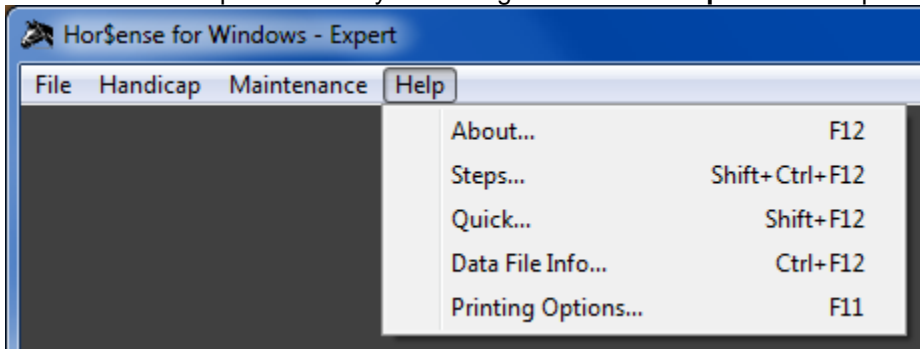 Hor$ense for Windows - Expert
File Handicap Maintenance Help
About... F12
Steps... Shift+Ctrl+F12
Quick... Shift+F12
Data File Info... Ctrl+F12
Printing Options... F11